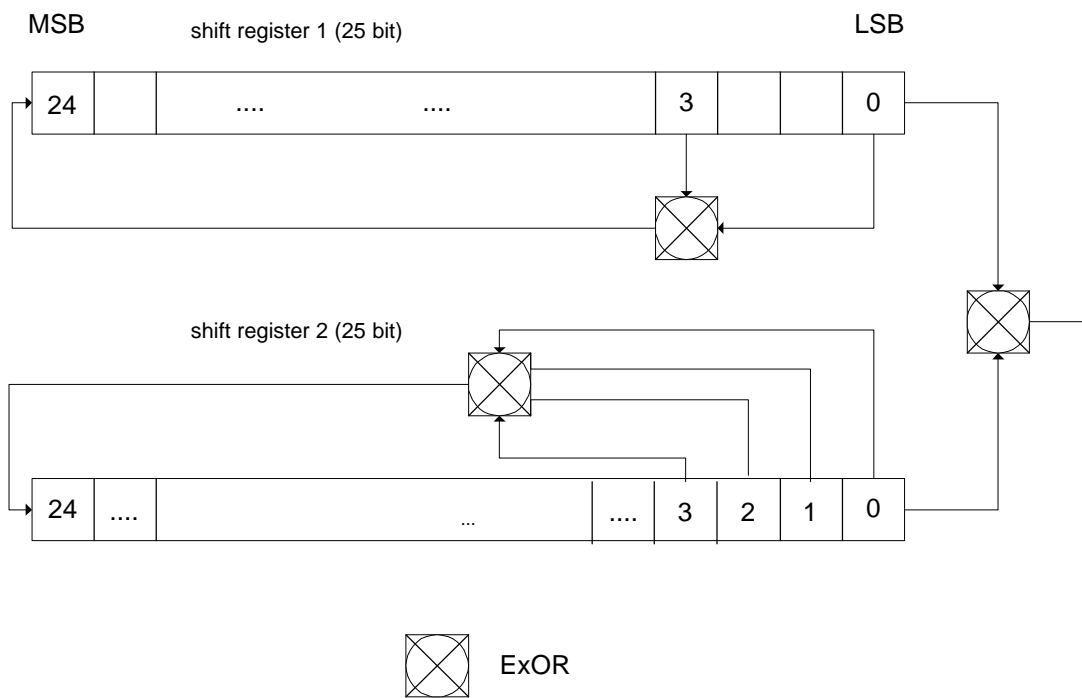 MSB
shift register 1 (25 bit)
LSB
24 .... .... 3 0
shift register 2 (25 bit)
24 .... ... .... 3 2 1 0
ExOR